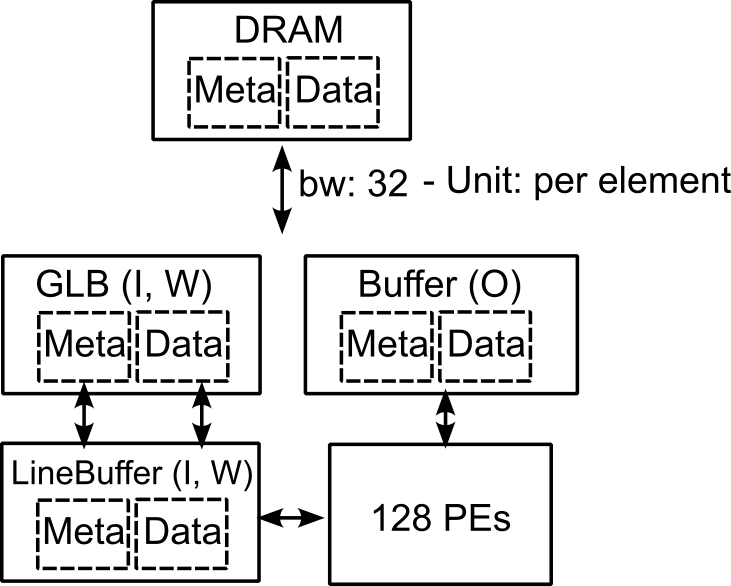 DRAM
Meta Data
bw: 32 - Unit: per element
GLB (I, W)
Meta Data
Buffer (O)
Meta Data
LineBuffer (I, W)
Meta Data
128 PEs